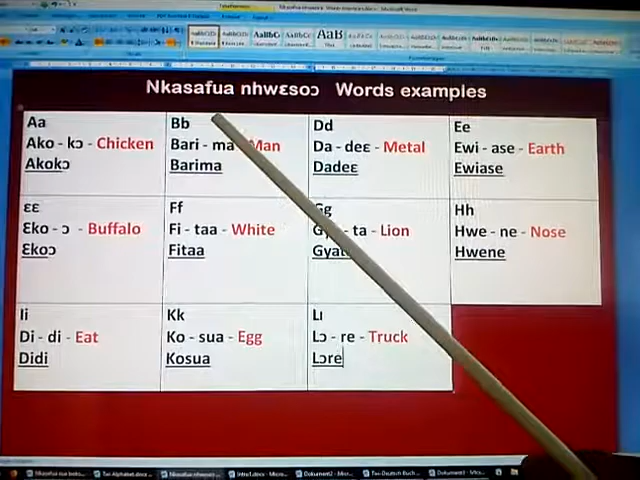 Nkasafua nhwɛsoɔ Words examples
Aa
Ako - kɔ - Chicken
Akokɔ
Bb
Bari - ma Man
Barima
Dd
Da - deɛ - Metal
Dadeɛ
Ee
Ewi - ase - Earth
Ewiase
ɛɛ
Ɛko - ɔ - Buffalo
Ɛkoɔ
Ff
Fi - taa - White
Fitaa
Gg
ta - Lion
Hh
Hwe - ne - Nose
Hwene
Ii
Di - di - Eat
Didi
Kk
Ko - sua - Egg
Kosua
Lɩ
Lɔ - re - Truck
Lɔre